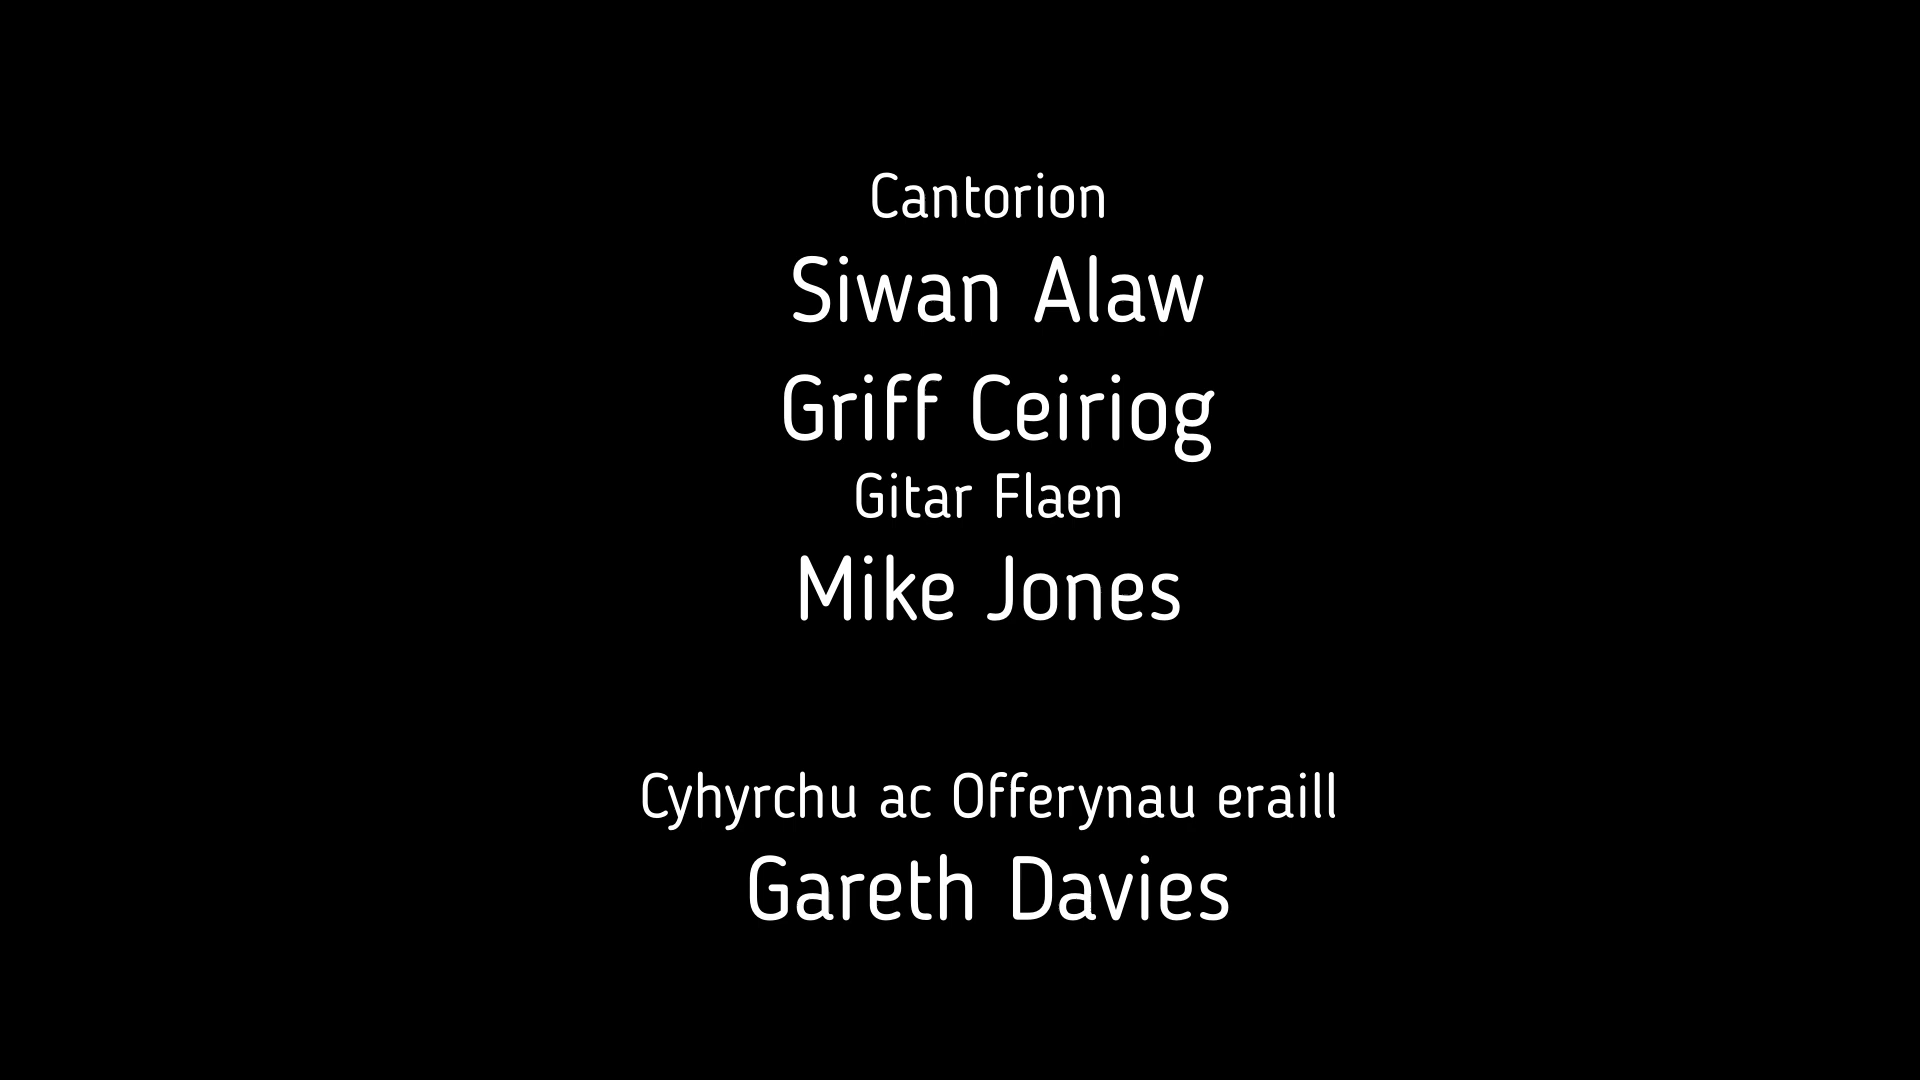 Cantorion
Siwan Alaw
Griff Ceiriog
Gitar Flaen
Mike Jones
Cyhyrchu ac Offerynau eraill
Gareth Davies